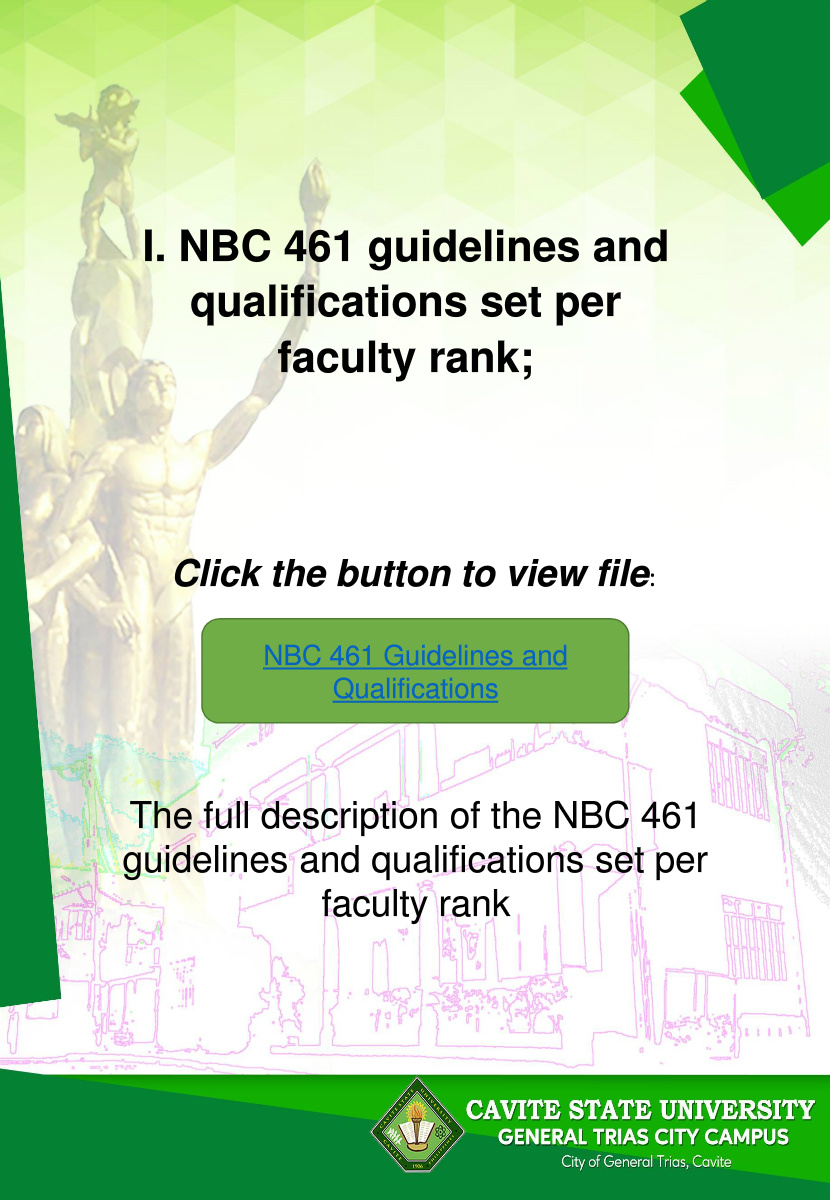 I. NBC 461 guidelines and
qualifications set per
faculty rank;
Click the button to view file:
NBC 461 Guidelines and
Qualifications
The full description of the NBC 461
guidelines and qualifications set per
faculty rank
CAVITE STATE UNIVERSITY
GENERAL TRIAS CITY CAMPUS
City of General Trias, Cavite
1906